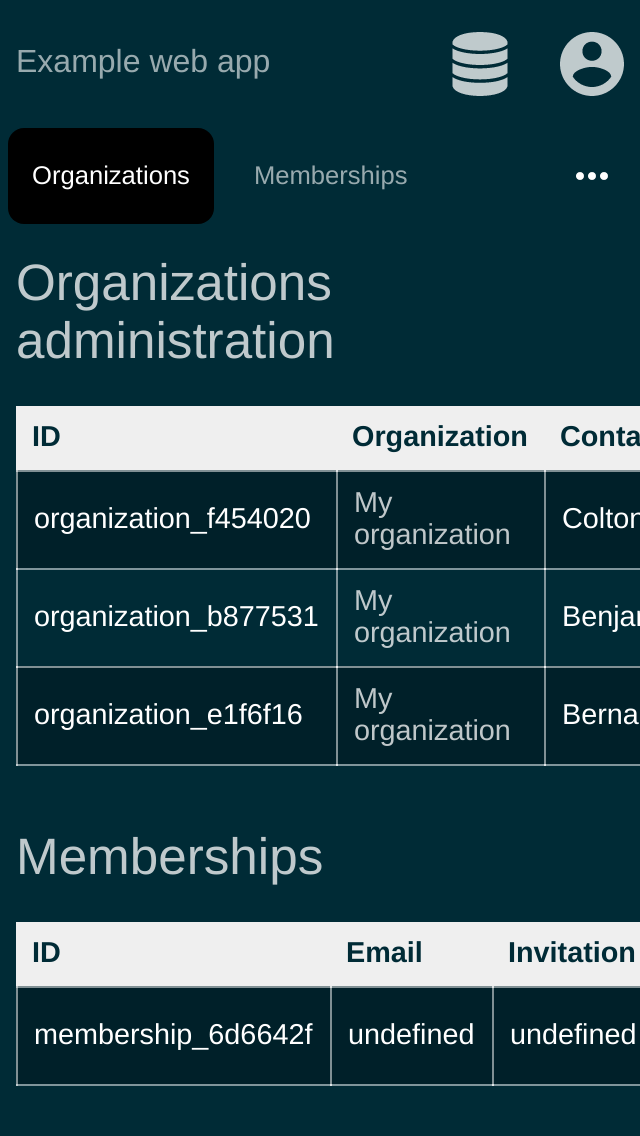 Example web app
Organizations Memberships
Organizations
administration
ID Organization Conta
organization_f454020 My organization Colton
organization_b877531 My organization Benjar
organization_e1f6f16 My organization Berna
Memberships
ID Email Invitation
membership_6d6642f undefined undefined